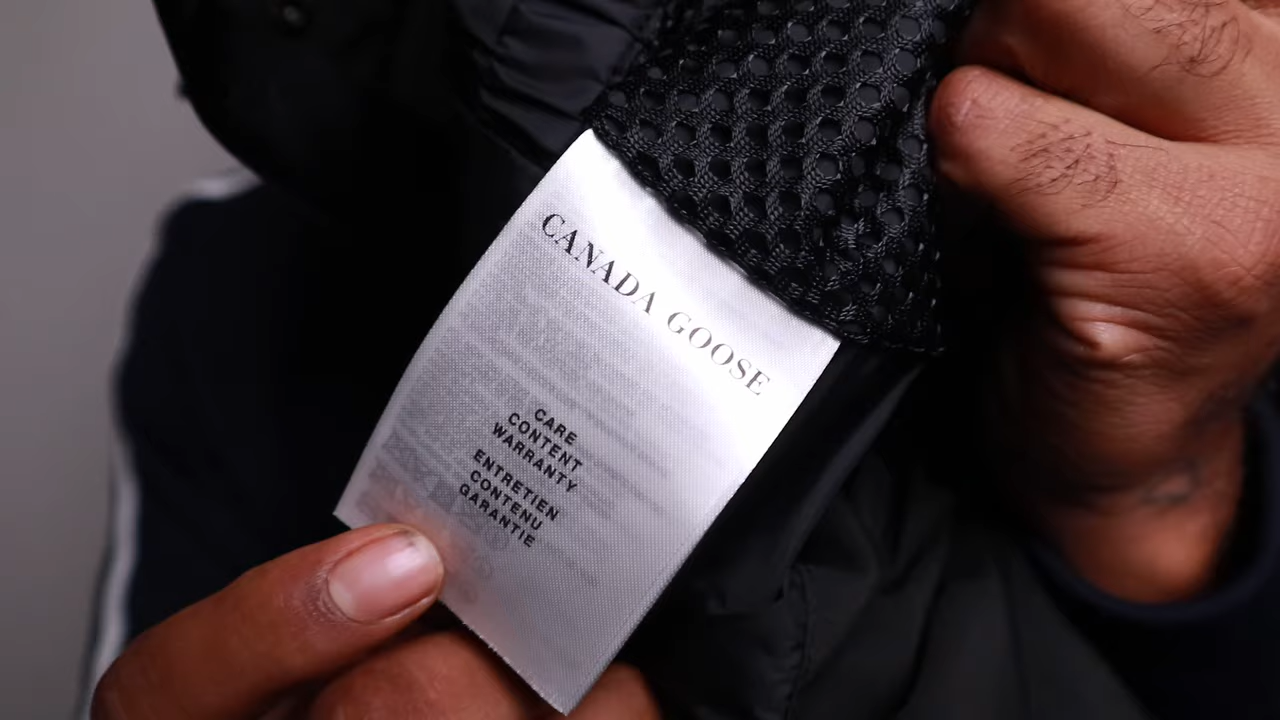 CANADA GOOSE
CARE
CONTENT
WARRANTY
ENTRETIEN
CONTENU
GARANTIE